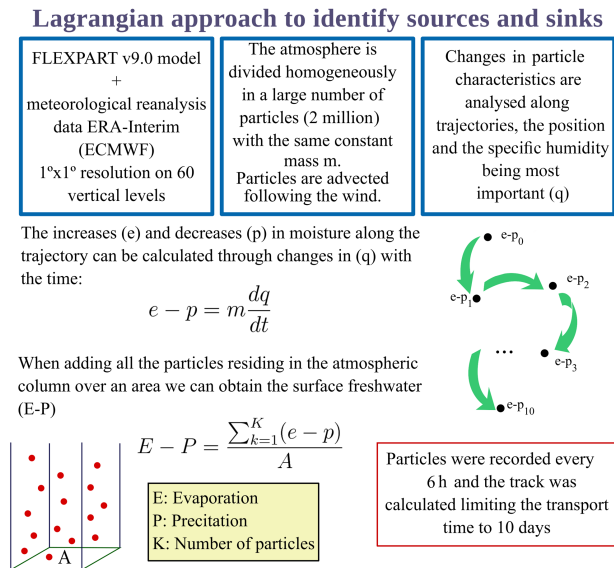 Lagrangian approach to identify sources and sinks
FLEXPART v9.0 model
+
meteorological reanalysis
data ERA-Interim
(ECMWF)
1ºx1º resolution on 60
vertical levels
The atmosphere is
divided homogeneously
in a large number of
particles (2 million)
with the same constant
mass m.
Particles are advected
following the wind.
Changes in particle
characteristics are
analysed along
trajectories, the position
and the specific humidity
being most
important (q)
The increases (e) and decreases (p) in moisture along the
trajectory can be calculated through changes in (q) with
the time:
e − p = m dq/dt
e-p₀
e-p₁
e-p₂
e-p₃
...
e-p₁₀
When adding all the particles residing in the atmospheric
column over an area we can obtain the surface freshwater
(E-P)
E − P = ∑ₖ₌₁ᴷ(e − p) / A
A
E: Evaporation
P: Precitation
K: Number of particles
Particles were recorded every
6 h and the track was
calculated limiting the transport
time to 10 days